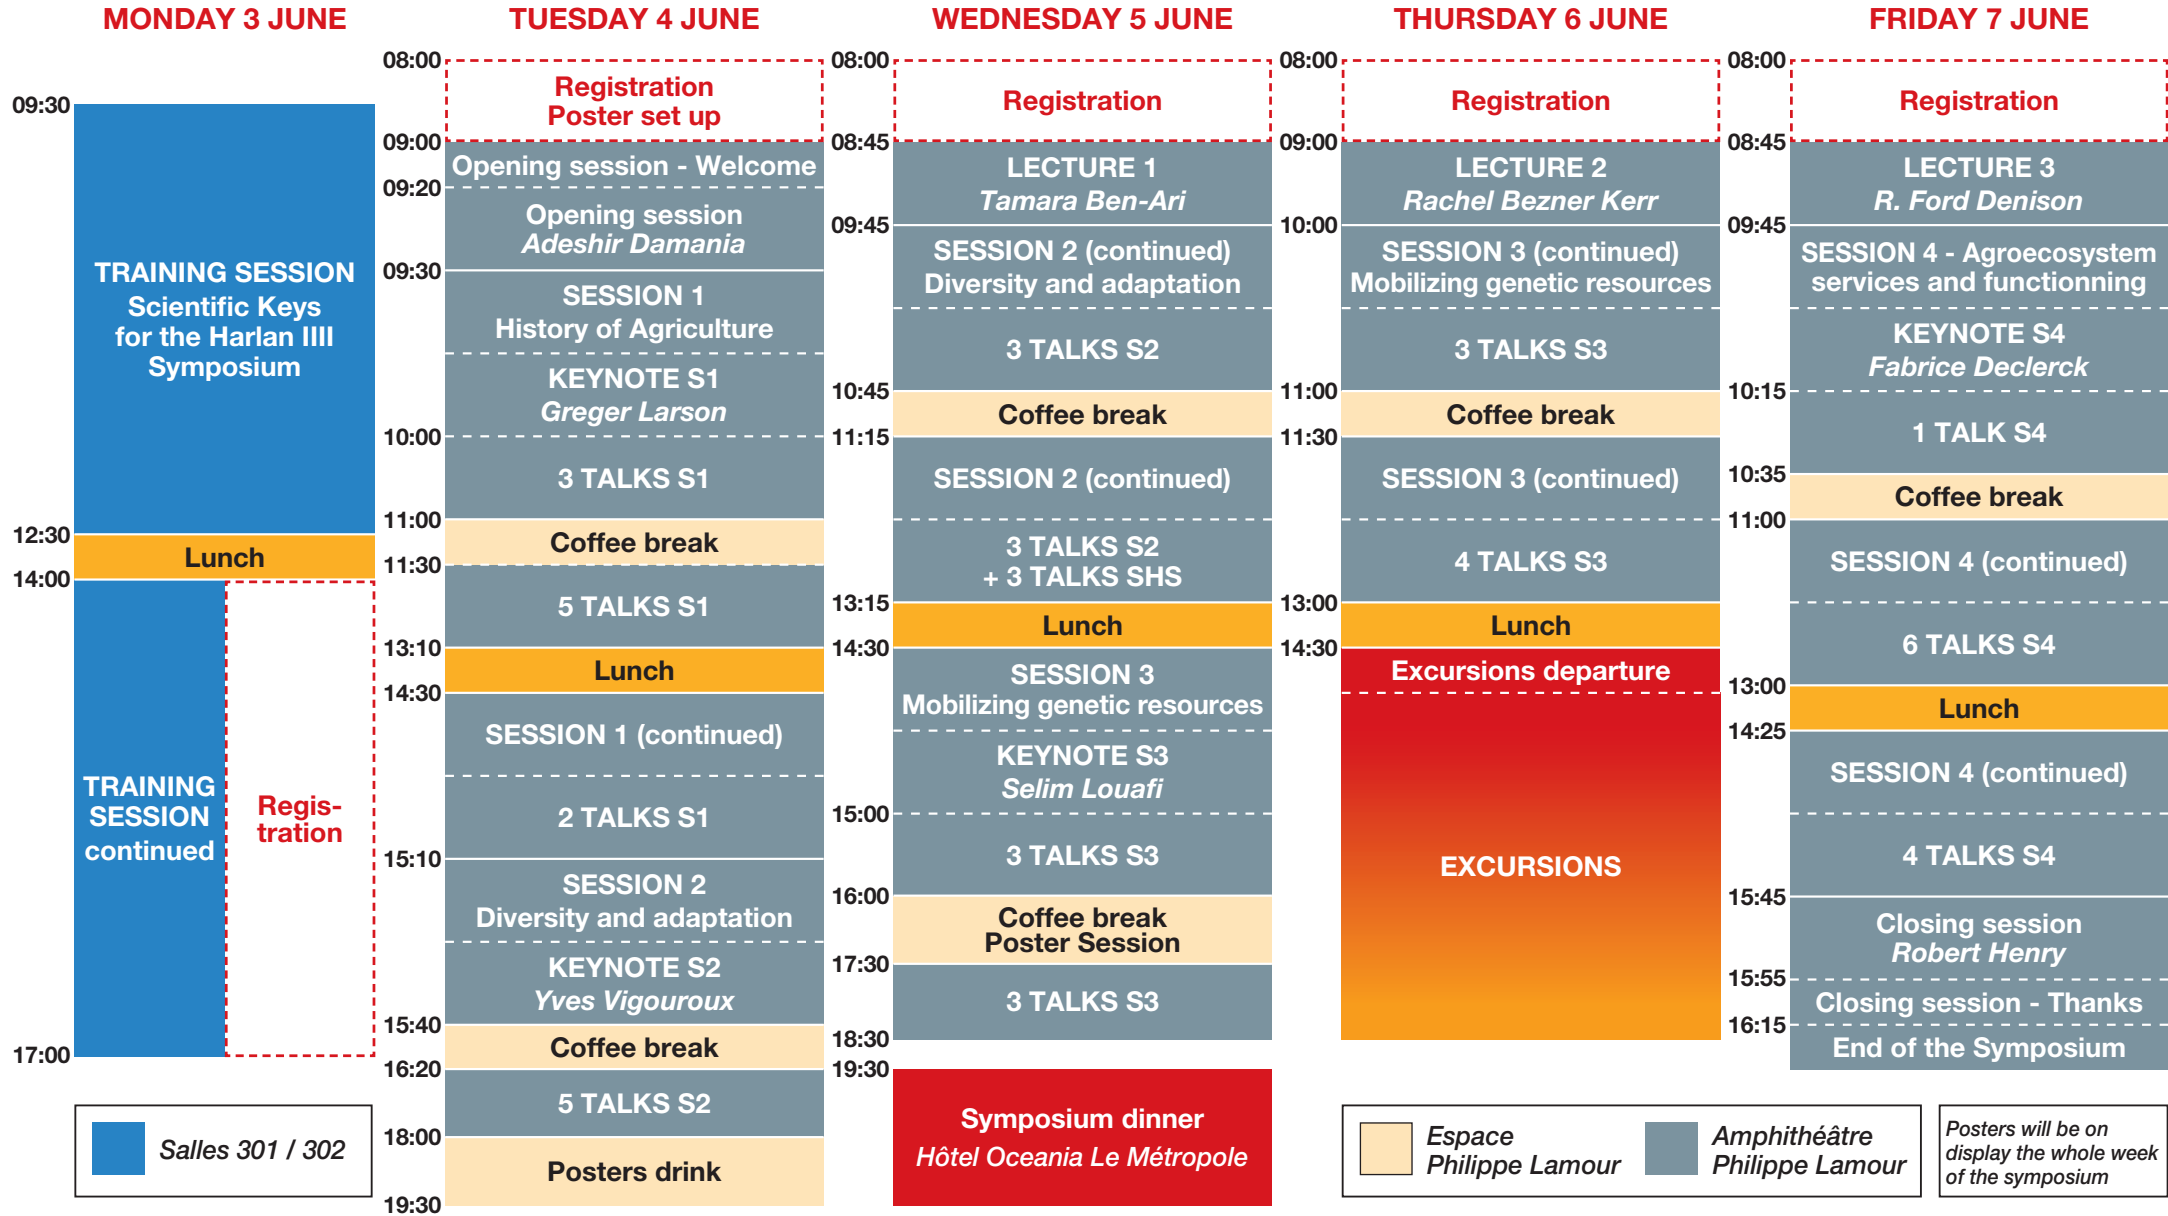 MONDAY 3 JUNE
09:30
TRAINING SESSION
Scientific Keys
for the Harlan IIII
Symposium
12:30
Lunch
14:00
TRAINING
SESSION
continued
Regis-
tration
17:00
Salles 301 / 302
TUESDAY 4 JUNE
08:00
Registration
Poster set up
09:00
Opening session - Welcome
09:20
Opening session
Adeshir Damania
09:30
SESSION 1
History of Agriculture
KEYNOTE S1
Greger Larson
10:00
3 TALKS S1
11:00
Coffee break
11:30
5 TALKS S1
13:10
Lunch
14:30
SESSION 1 (continued)
2 TALKS S1
15:10
SESSION 2
Diversity and adaptation
KEYNOTE S2
Yves Vigouroux
15:40
Coffee break
16:20
5 TALKS S2
18:00
Posters drink
19:30
WEDNESDAY 5 JUNE
08:00
Registration
08:45
LECTURE 1
Tamara Ben-Ari
09:45
SESSION 2 (continued)
Diversity and adaptation
3 TALKS S2
10:45
Coffee break
11:15
SESSION 2 (continued)
3 TALKS S2
+ 3 TALKS SHS
13:15
Lunch
14:30
SESSION 3
Mobilizing genetic resources
KEYNOTE S3
Selim Louafi
15:00
3 TALKS S3
16:00
Coffee break
Poster Session
17:30
3 TALKS S3
18:30
19:30
Symposium dinner
Hôtel Oceania Le Métropole
THURSDAY 6 JUNE
08:00
Registration
09:00
LECTURE 2
Rachel Bezner Kerr
10:00
SESSION 3 (continued)
Mobilizing genetic resources
3 TALKS S3
11:00
Coffee break
11:30
SESSION 3 (continued)
4 TALKS S3
13:00
Lunch
14:30
Excursions departure
EXCURSIONS
FRIDAY 7 JUNE
08:00
Registration
08:45
LECTURE 3
R. Ford Denison
09:45
SESSION 4 - Agroecosystem
services and functionning
KEYNOTE S4
Fabrice Declerck
10:15
1 TALK S4
10:35
Coffee break
11:00
SESSION 4 (continued)
6 TALKS S4
13:00
Lunch
14:25
SESSION 4 (continued)
4 TALKS S4
15:45
Closing session
Robert Henry
15:55
Closing session - Thanks
16:15
End of the Symposium
Espace
Philippe Lamour
Amphithéâtre
Philippe Lamour
Posters will be on
display the whole week
of the symposium